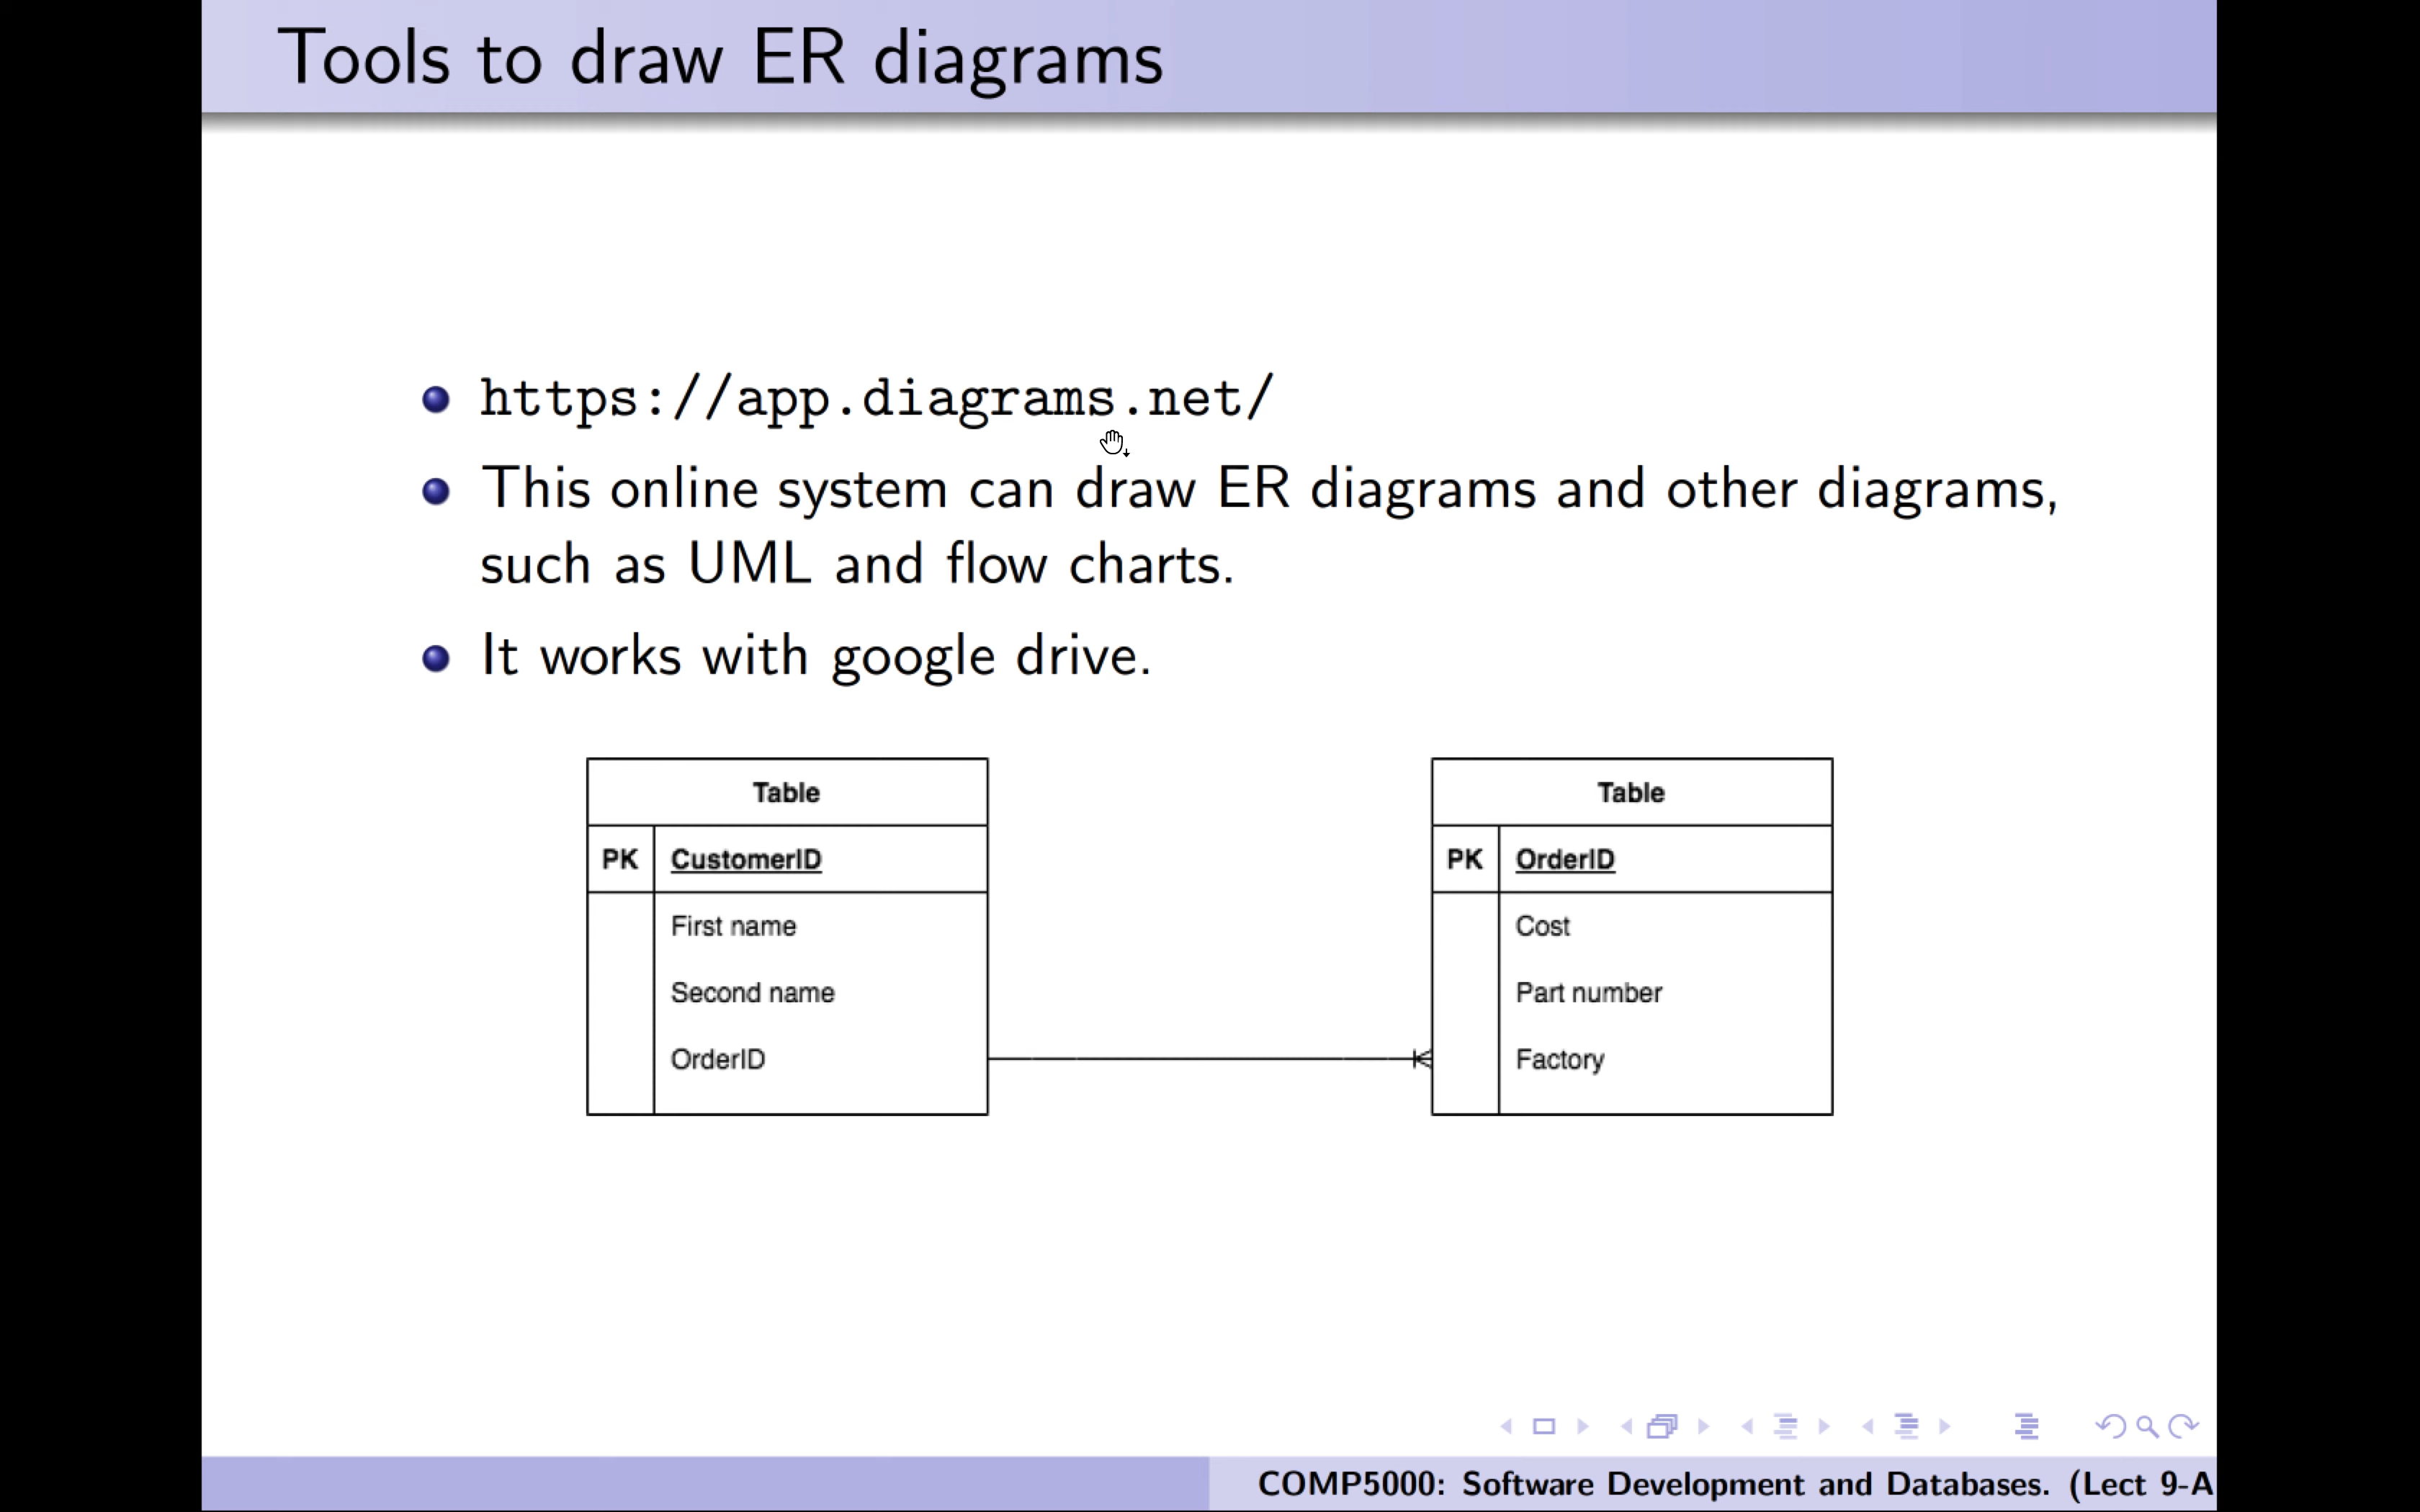 Tools to draw ER diagrams
https://app.diagrams.net/
This online system can draw ER diagrams and other diagrams,
such as UML and flow charts.
It works with google drive.
Table
PK CustomerID
First name
Second name
OrderID
Table
PK OrderID
Cost
Part number
Factory
COMP5000: Software Development and Databases. (Lect 9-A